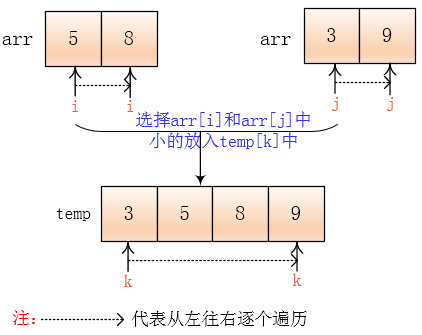 arr 5 8 arr 3 9
i i j j
选择arr[i]和arr[j]中
小的放入temp[k]中
temp 3 5 8 9
k k
注: 代表从左往右逐个遍历